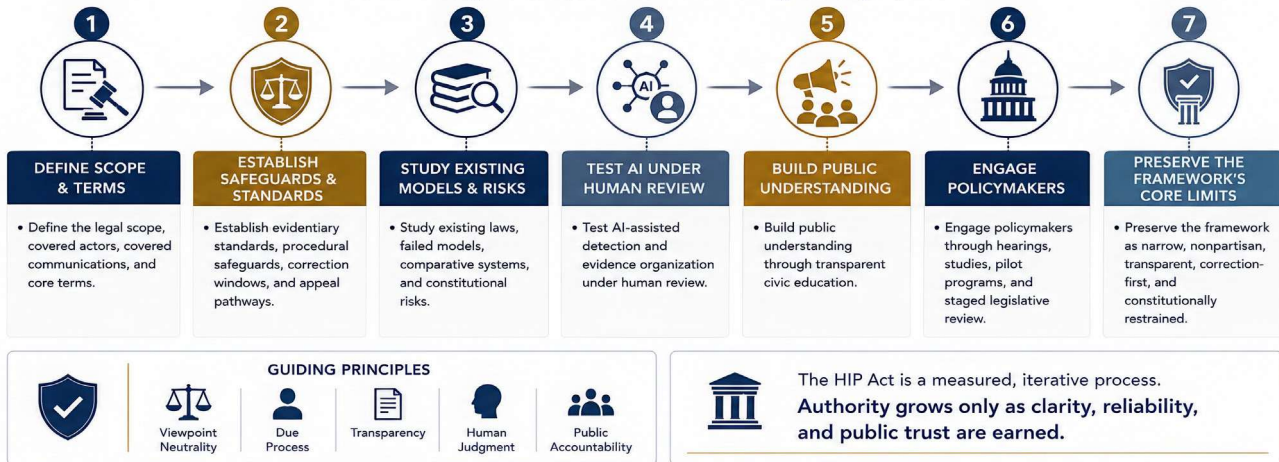 1
2
3
4
5
6
7
AI
DEFINE SCOPE
& TERMS
• Define the legal scope,
covered actors, covered
communications, and
core terms.
ESTABLISH
SAFEGUARDS &
STANDARDS
• Establish evidentiary
standards, procedural
safeguards, correction
windows, and appeal
pathways.
STUDY EXISTING
MODELS & RISKS
• Study existing laws,
failed models,
comparative systems,
and constitutional
risks.
TEST AI UNDER
HUMAN REVIEW
• Test AI-assisted
detection and
evidence organization
under human review.
BUILD PUBLIC
UNDERSTANDING
• Build public
understanding
through transparent
civic education.
ENGAGE
POLICYMAKERS
• Engage policymakers
through hearings,
studies, pilot
programs, and
staged legislative
review.
PRESERVE THE
FRAMEWORK'S
CORE LIMITS
• Preserve the framework
as narrow, nonpartisan,
transparent, correction-
first, and
constitutionally
restrained.
GUIDING PRINCIPLES
Viewpoint
Neutrality
Due
Process
Transparency
Human
Judgment
Public
Accountability
The HIP Act is a measured, iterative process.
Authority grows only as clarity, reliability,
and public trust are earned.